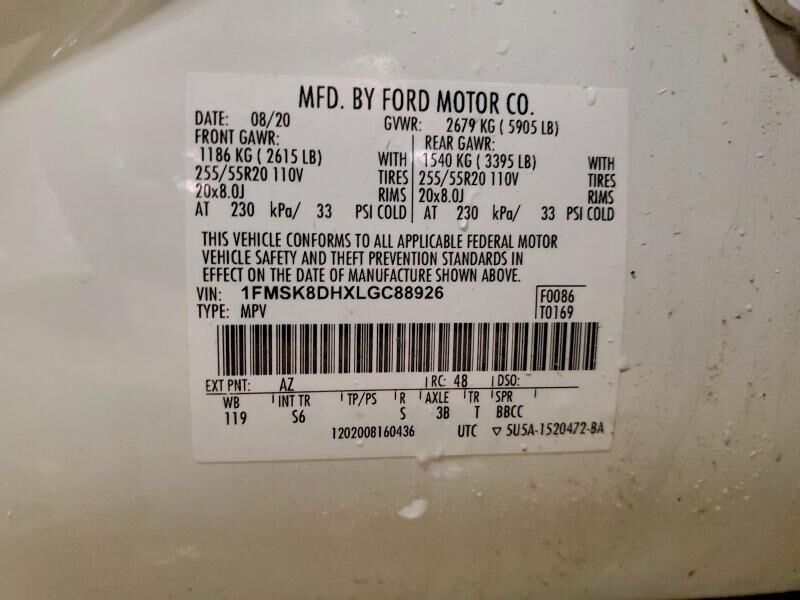 MFD. BY FORD MOTOR CO.
DATE: 08/20 GVWR: 2679 KG ( 5905 LB)
FRONT GAWR: REAR GAWR:
1186 KG ( 2615 LB) WITH 1540 KG ( 3395 LB) WITH
255/55R20 110V TIRES 255/55R20 110V TIRES
20x8.0J RIMS 20x8.0J RIMS
AT 230 kPa/ 33 PSI COLD AT 230 kPa/ 33 PSI COLD
THIS VEHICLE CONFORMS TO ALL APPLICABLE FEDERAL MOTOR
VEHICLE SAFETY AND THEFT PREVENTION STANDARDS IN
EFFECT ON THE DATE OF MANUFACTURE SHOWN ABOVE.
VIN: 1FMSK8DHXLGC88926 F0086
TYPE: MPV T0169
EXT PNT: AZ RC: 48 DSO:
WB INT TR TP/PS R AXLE TR SPR
119 S6 S 3B T BBCC
1202008160436 UTC ▽ 5U5A-1520472-BA